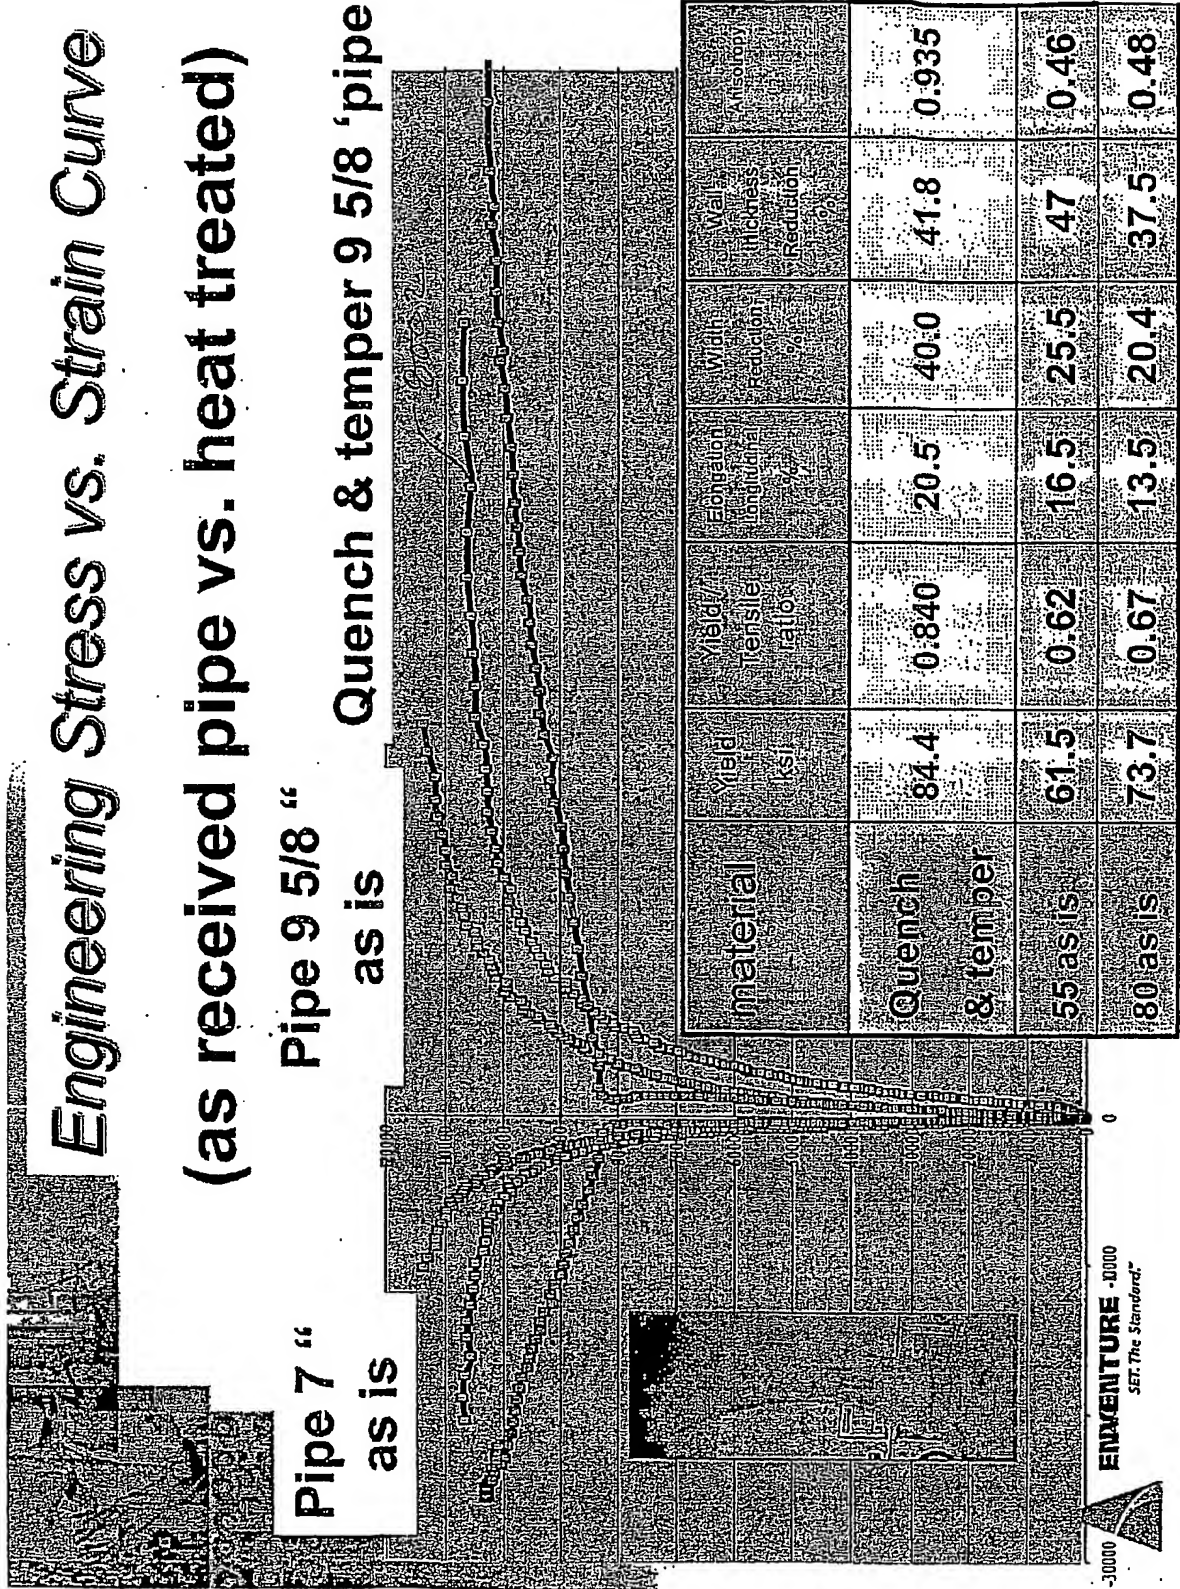 Engineering Stress vs. Strain Curve
(as received pipe vs. heat treated)
Pipe 7 “
as is
Pipe 9 5/8 “
as is
Quench & temper 9 5/8 ‘pipe
material
Yield
ksi
Yield/
Tensile
ratio
Elongation
Longitudinal
%
Width
Reduction
%
Wall
thickness
Reduction
%
Anisotropy
Quench
& temper
84.4
0.840
20.5
40.0
41.8
0.935
55 as is
61.5
0.62
16.5
25.5
47
0.46
80 as is
73.7
0.67
13.5
20.4
37.5
0.48
-30000
-10000
0
ENVENTURE
SET. The Standard.™